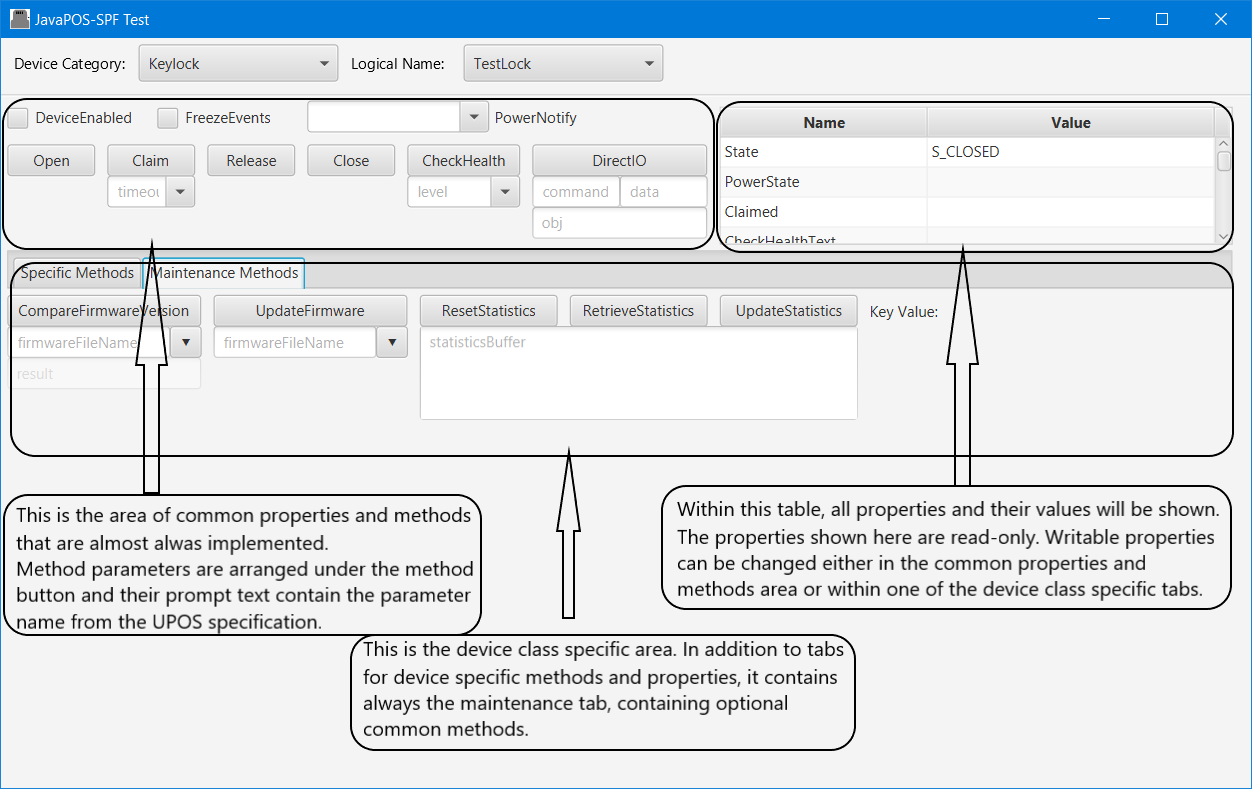 JavaPOS-SPF Test
Device Category: Keylock Logical Name: TestLock
DeviceEnabled FreezeEvents PowerNotify
Open Claim Release Close CheckHealth DirectIO
timeou level command data
obj
Name Value
State S_CLOSED
PowerState
Claimed
CheckHealthText
Specific Methods Maintenance Methods
CompareFirmwareVersion UpdateFirmware ResetStatistics RetrieveStatistics UpdateStatistics Key Value:
firmwareFileName firmwareFileName statisticsBuffer
result
This is the area of common properties and methods
that are almost alwas implemented.
Method parameters are arranged under the method
button and their prompt text contain the parameter
name from the UPOS specification.
Within this table, all properties and their values will be shown.
The properties shown here are read-only. Writable properties
can be changed either in the common properties and
methods area or within one of the device class specific tabs.
This is the device class specific area. In addition to tabs
for device specific methods and properties, it contains
always the maintenance tab, containing optional
common methods.